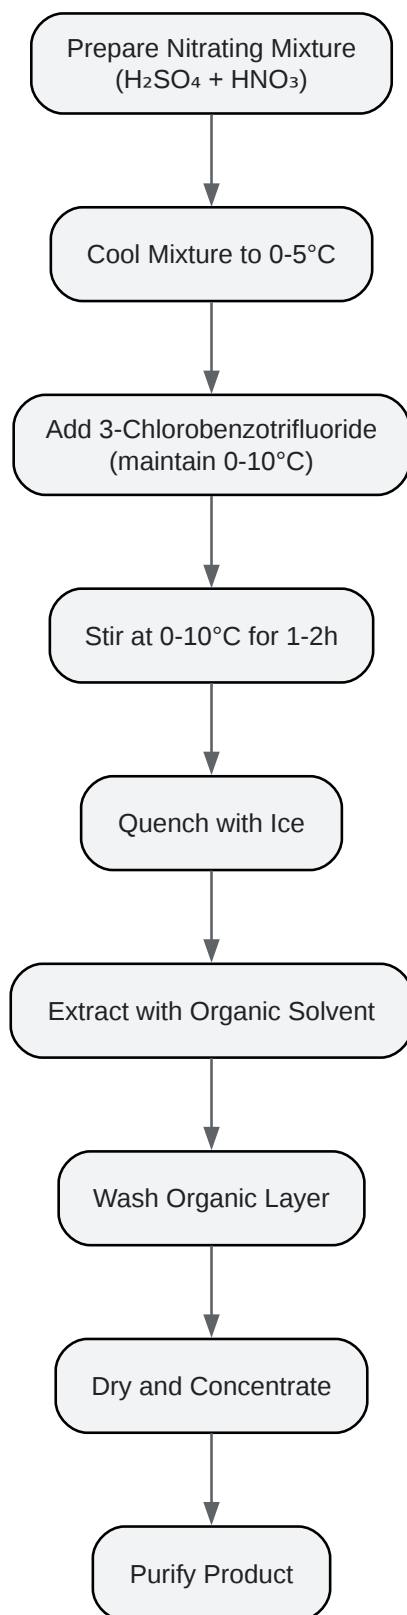 Prepare Nitrating Mixture
(H₂SO₄ + HNO₃)
Cool Mixture to 0-5°C
Add 3-Chlorobenzotrifluoride
(maintain 0-10°C)
Stir at 0-10°C for 1-2h
Quench with Ice
Extract with Organic Solvent
Wash Organic Layer
Dry and Concentrate
Purify Product